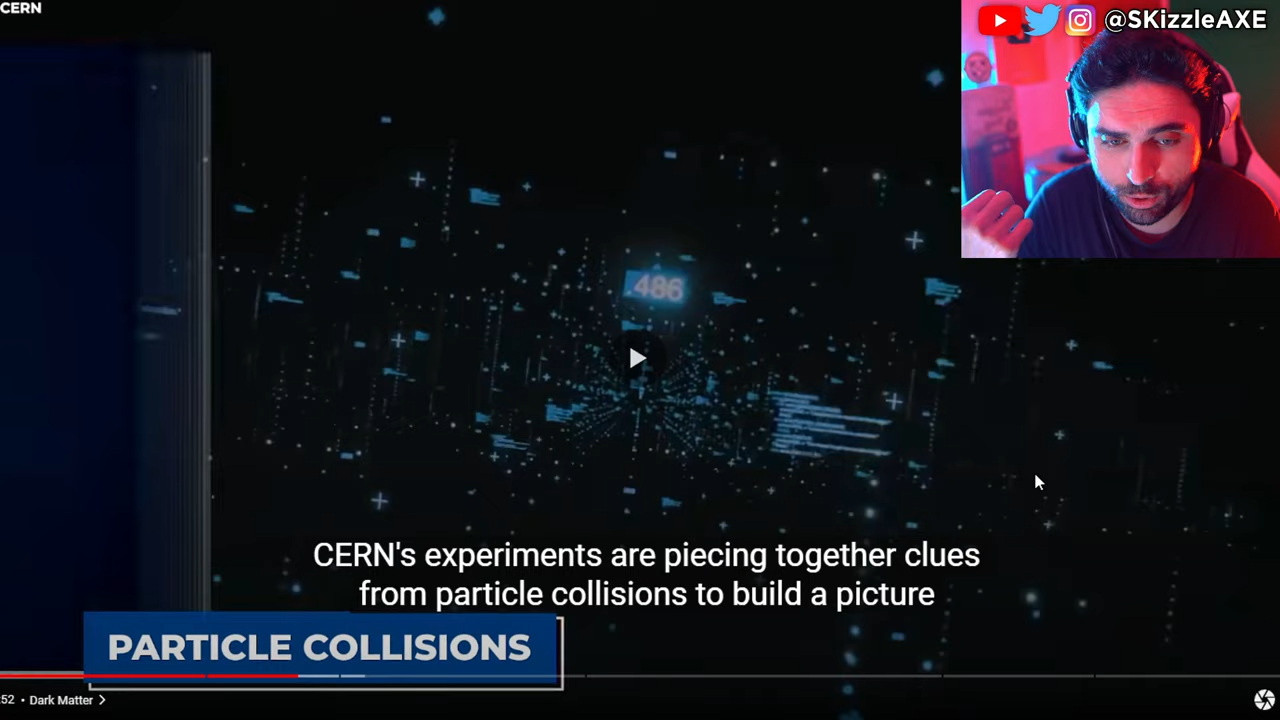 CERN
@SKizzleAXE
.486
CERN's experiments are piecing together clues
from particle collisions to build a picture
PARTICLE COLLISIONS
:52 • Dark Matter >